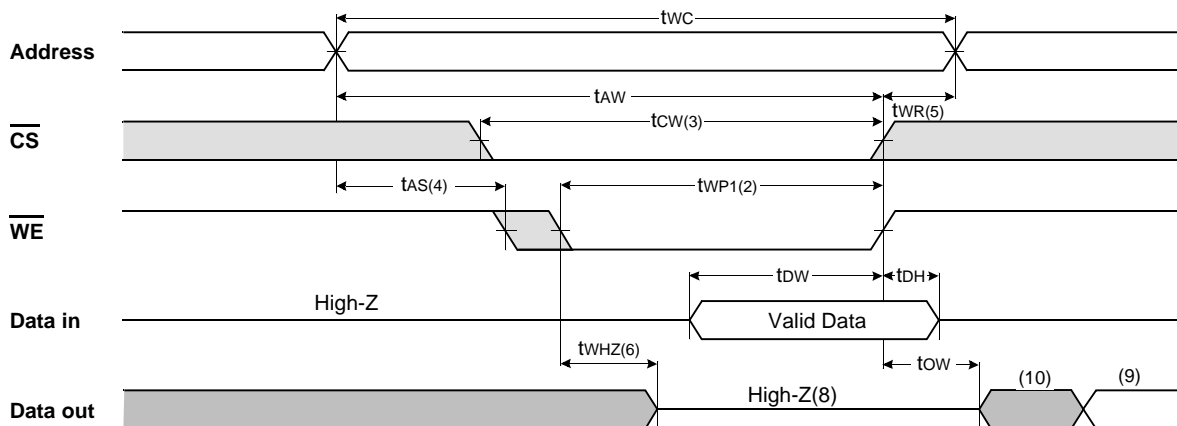 tWC
Address
tAW
tWR(5)
tCW(3)
CS
tAS(4)
tWP1(2)
WE
tDW
tDH
High-Z
Data in
Valid Data
tWHZ(6)
tOW
(10)
(9)
High-Z(8)
Data out